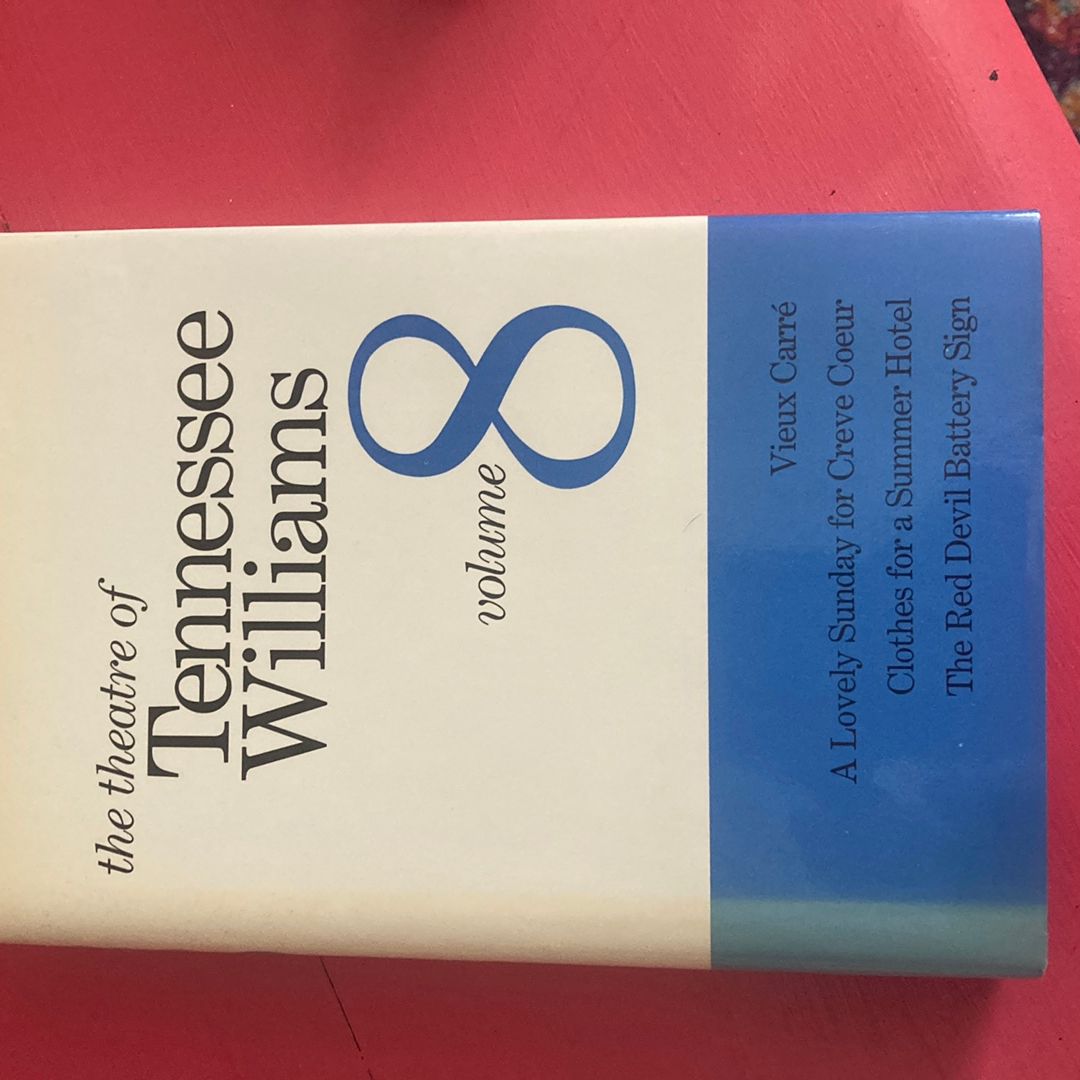 the theatre of
Tennessee
Williams
volume 8
Vieux Carré
A Lovely Sunday for Creve Coeur
Clothes for a Summer Hotel
The Red Devil Battery Sign